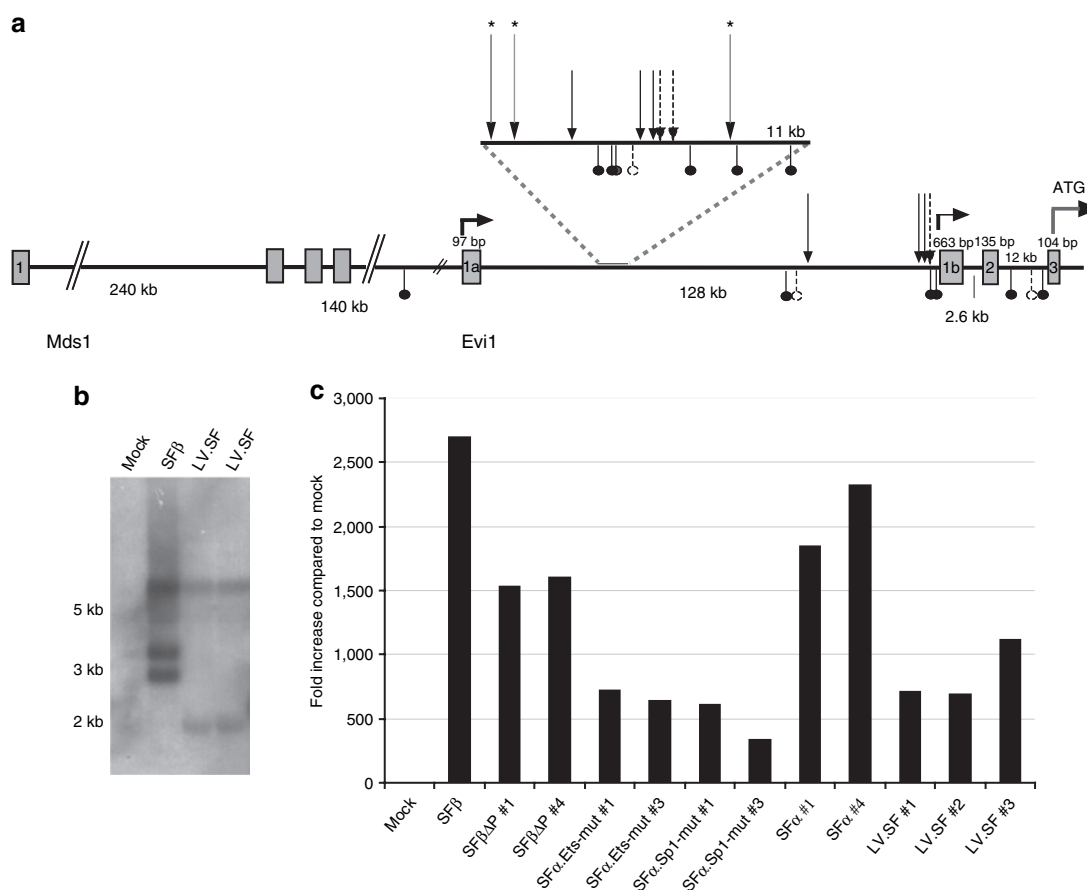 a
* * *
11 kb
ATG
97 bp 663 bp 135 bp 104 bp
12 kb
1 1a 1b 2 3
240 kb 140 kb 128 kb 2.6 kb
Mds1 Evi1
b
Mock SFβ LV.SF LV.SF
5 kb
3 kb
2 kb
c
Fold increase compared to mock
3,000
2,500
2,000
1,500
1,000
500
0
Mock
SFβ
SFβΔP #1
SFβΔP #4
SFα.Ets-mut #1
SFα.Ets-mut #3
SFα.Sp1-mut #1
SFα.Sp1-mut #3
SFα #1
SFα #4
LV.SF #1
LV.SF #2
LV.SF #3